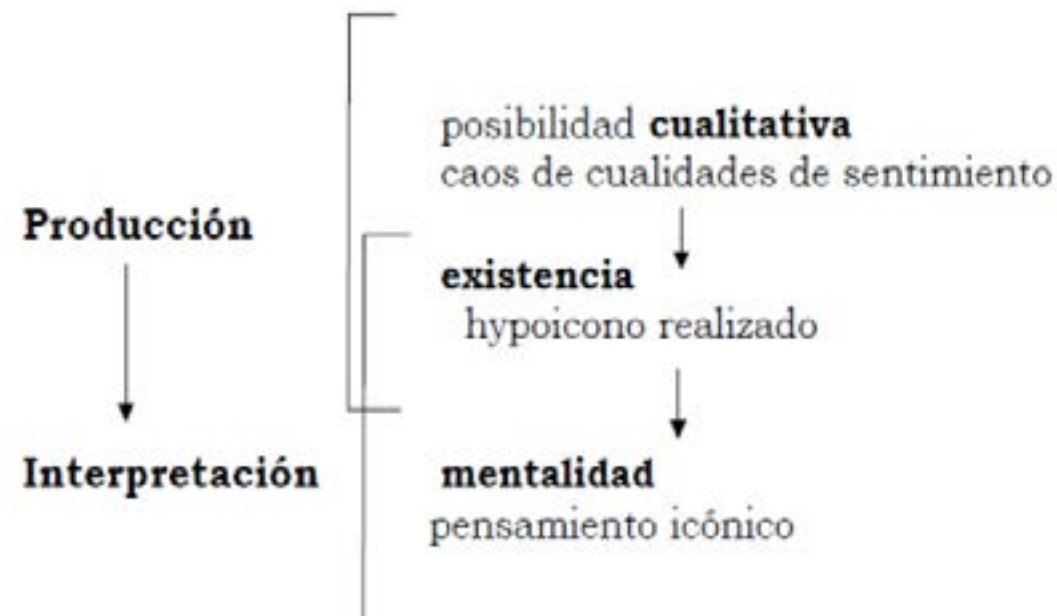 posibilidad cualitativa
caos de cualidades de sentimiento
Producción
existencia
hypoicono realizado
Interpretación
mentalidad
pensamiento icónico